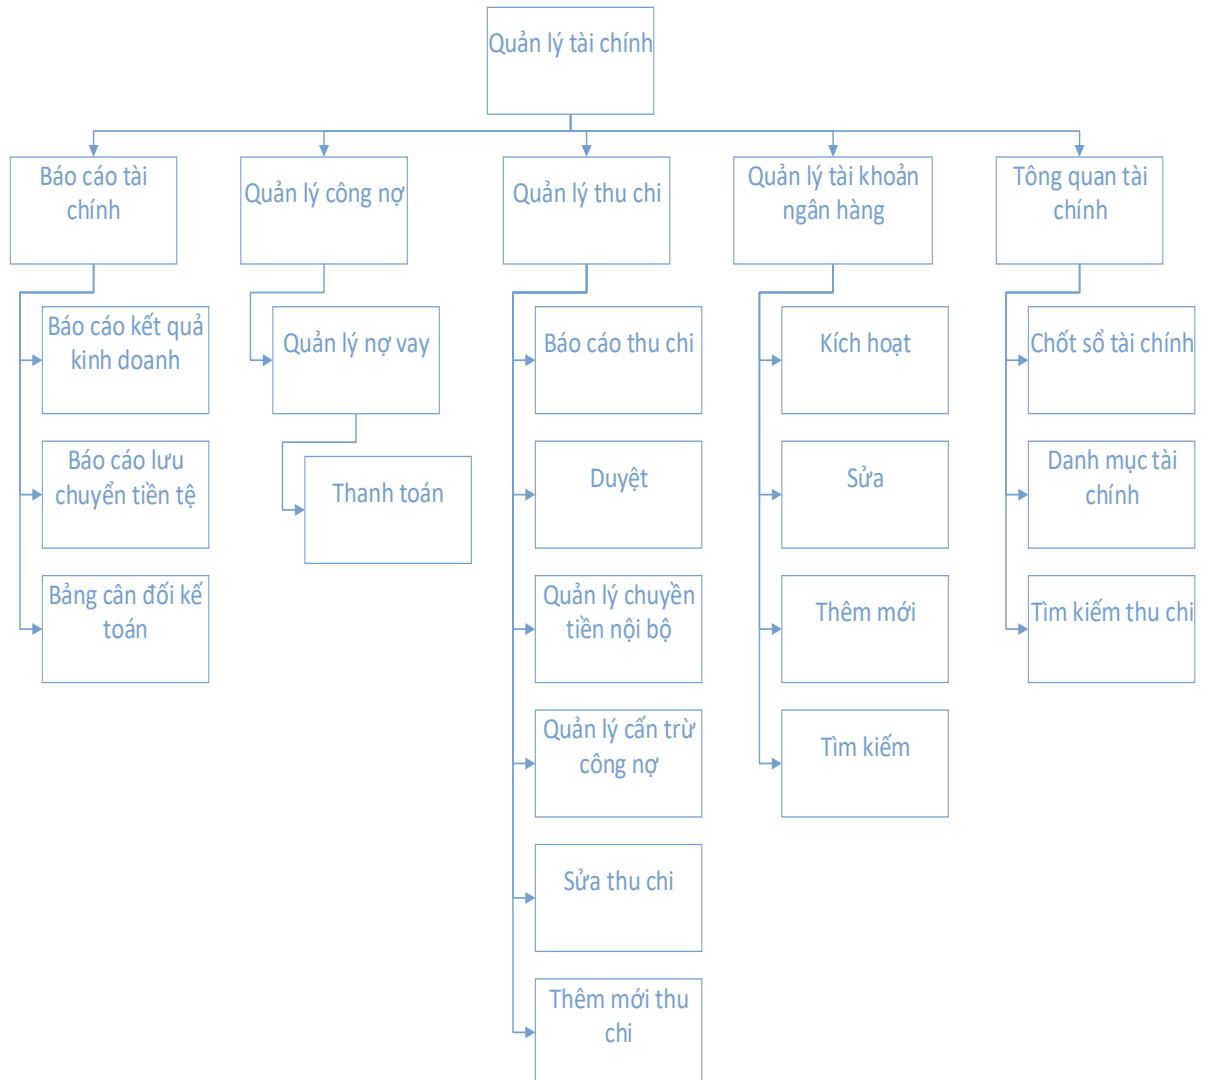 Quản lý tài chính
Báo cáo tài
chính
Quản lý công nợ
Quản lý thu chi
Quản lý tài khoản
ngân hàng
Tông quan tài
chính
Báo cáo kết quả
kinh doanh
Quản lý nợ vay
Báo cáo thu chi
Kích hoạt
Chốt sổ tài chính
Báo cáo lưu
chuyển tiền tệ
Thanh toán
Duyệt
Sửa
Danh mục tài
chính
Bảng cân đối kế
toán
Quản lý chuyền
tiền nội bộ
Thêm mới
Tìm kiếm thu chi
Quản lý cấn trừ
công nợ
Tìm kiếm
Sửa thu chi
Thêm mới thu
chi